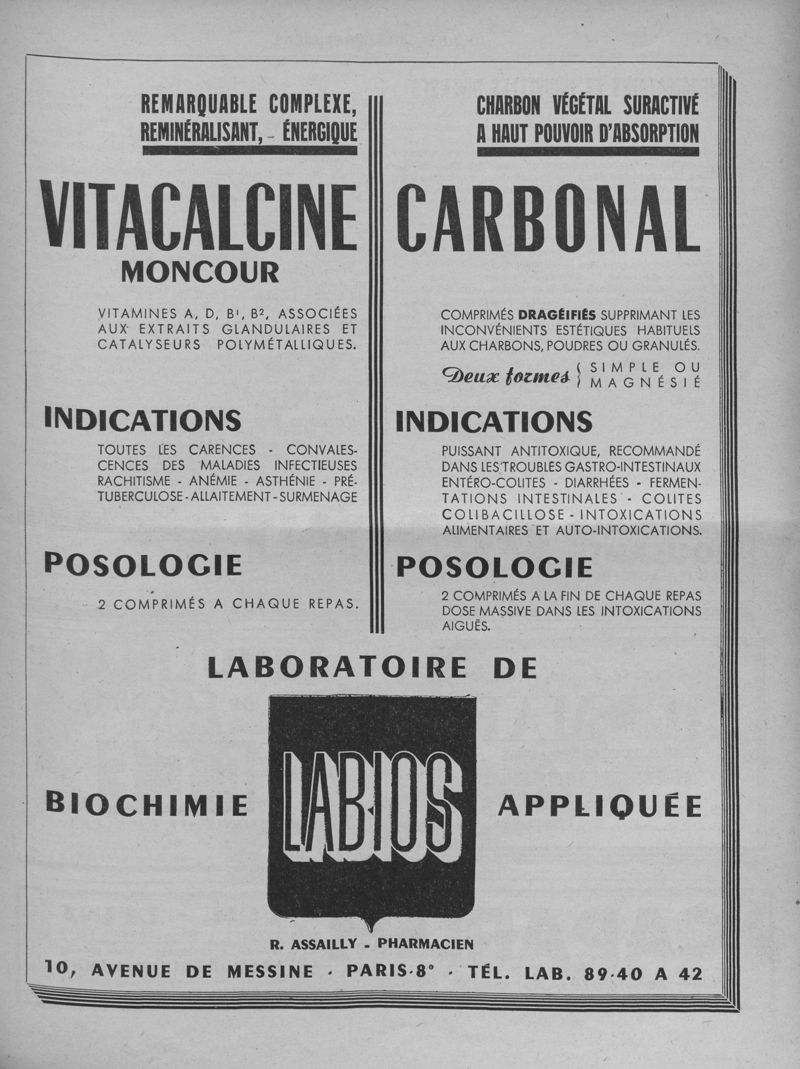 REMARQUABLE COMPLEXE,
REMINÉRALISANT, - ÉNERGIQUE
VITACALCINE
MONCOUR
VITAMINES A, D, B¹, B², ASSOCIÉES
AUX EXTRAITS GLANDULAIRES ET
CATALYSEURS POLYMÉTALLIQUES.
INDICATIONS
TOUTES LES CARENCES - CONVALES-
CENCES DES MALADIES INFECTIEUSES
RACHITISME - ANÉMIE - ASTHÉNIE - PRÉ-
TUBERCULOSE - ALLAITEMENT - SURMENAGE
POSOLOGIE
2 COMPRIMÉS A CHAQUE REPAS.
CHARBON VÉGÉTAL SURACTIVÉ
A HAUT POUVOIR D'ABSORPTION
CARBONAL
COMPRIMÉS DRAGÉIFIÉS SUPPRIMANT LES
INCONVÉNIENTS ESTÉTIQUES HABITUELS
AUX CHARBONS, POUDRES OU GRANULÉS.
Deux formes { SIMPLE OU
MAGNÉSIÉ
INDICATIONS
PUISSANT ANTITOXIQUE, RECOMMANDÉ
DANS LES TROUBLES GASTRO-INTESTINAUX
ENTÉRO-COLITES - DIARRHÉES - FERMEN-
TATIONS INTESTINALES - COLITES
COLIBACILLOSE - INTOXICATIONS
ALIMENTAIRES ET AUTO-INTOXICATIONS.
POSOLOGIE
2 COMPRIMÉS A LA FIN DE CHAQUE REPAS
DOSE MASSIVE DANS LES INTOXICATIONS
AIGUËS.
LABORATOIRE DE
BIOCHIMIE LABIOS APPLIQUÉE
R. ASSAILLY - PHARMACIEN
10, AVENUE DE MESSINE - PARIS-8° - TÉL. LAB. 89-40 A 42